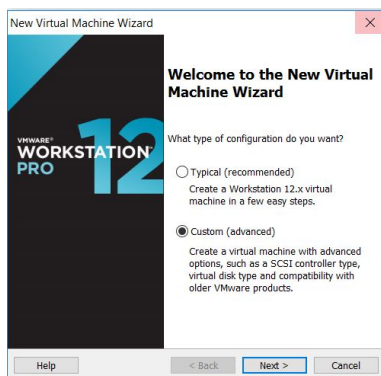 New Virtual Machine Wizard
VMWARE®
WORKSTATION™
PRO
12
Welcome to the New Virtual
Machine Wizard
What type of configuration do you want?
Typical (recommended)
Create a Workstation 12.x virtual
machine in a few easy steps.
Custom (advanced)
Create a virtual machine with advanced
options, such as a SCSI controller type,
virtual disk type and compatibility with
older VMware products.
Help
< Back
Next >
Cancel